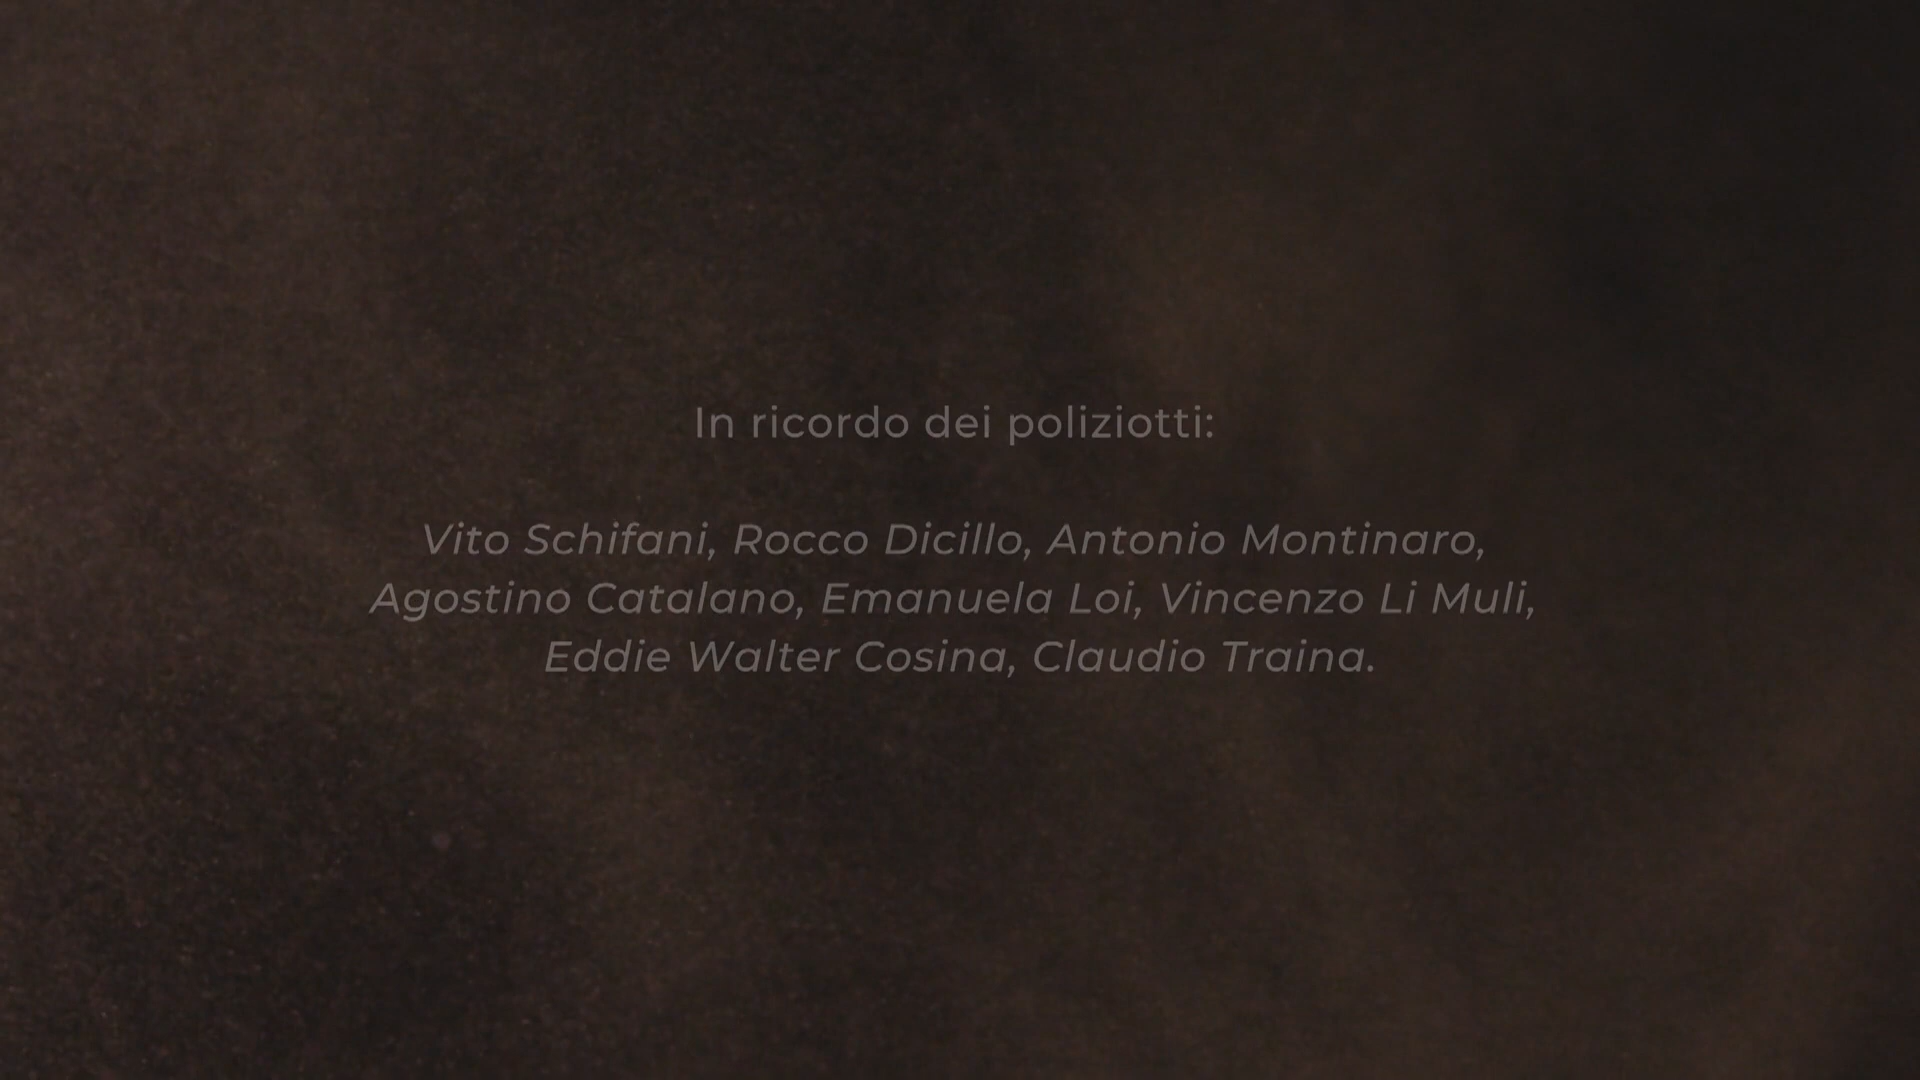 In ricordo dei poliziotti:
Vito Schifani, Rocco Dicillo, Antonio Montinaro,
Agostino Catalano, Emanuela Loi, Vincenzo Li Muli,
Eddie Walter Cosina, Claudio Traina.